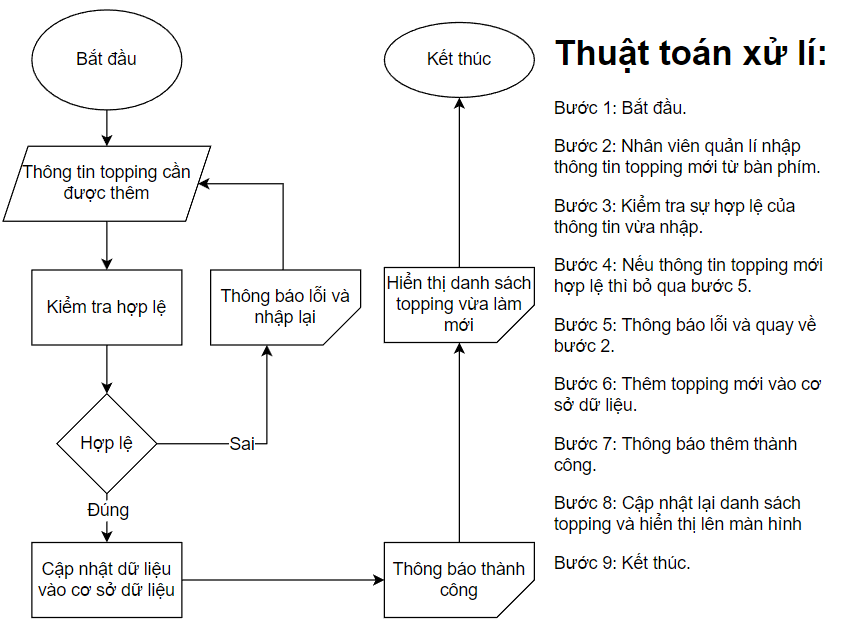 Bắt đầu
Thông tin topping cần
được thêm
Kiểm tra hợp lệ
Thông báo lỗi và
nhập lại
Hợp lệ
Sai
Đúng
Cập nhật dữ liệu
vào cơ sở dữ liệu
Thông báo thành
công
Hiển thị danh sách
topping vừa làm
mới
Kết thúc
Thuật toán xử lí:
Bước 1: Bắt đầu.
Bước 2: Nhân viên quản lí nhập
thông tin topping mới từ bàn phím.
Bước 3: Kiểm tra sự hợp lệ của
thông tin vừa nhập.
Bước 4: Nếu thông tin topping mới
hợp lệ thì bỏ qua bước 5.
Bước 5: Thông báo lỗi và quay về
bước 2.
Bước 6: Thêm topping mới vào cơ
sở dữ liệu.
Bước 7: Thông báo thêm thành
công.
Bước 8: Cập nhật lại danh sách
topping và hiển thị lên màn hình
Bước 9: Kết thúc.